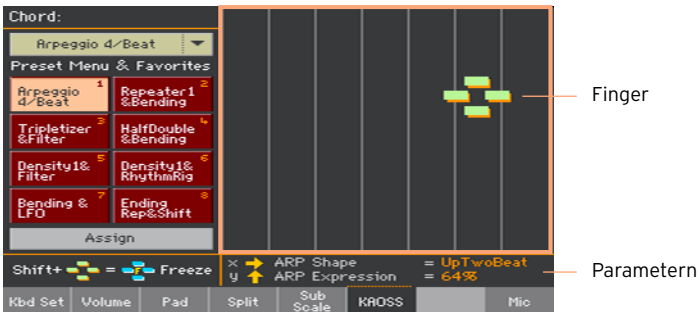 Chord:
Arpeggio 4/Beat
Preset Menu & Favorites
Arpeggio 4/Beat 1
Repeater1 &Bending 2
Tripletizer &Filter 3
HalfDouble &Bending 4
Density1& Filter 5
Density1& RhythmRig 6
Bending & LFO 7
Ending Rep&Shift 8
Assign
Shift+ = F Freeze
x ARP Shape = UpTwoBeat
y ARP Expression = 64%
Kbd Set Volume Pad Split Sub Scale KAOSS Mic
Finger
Parametern